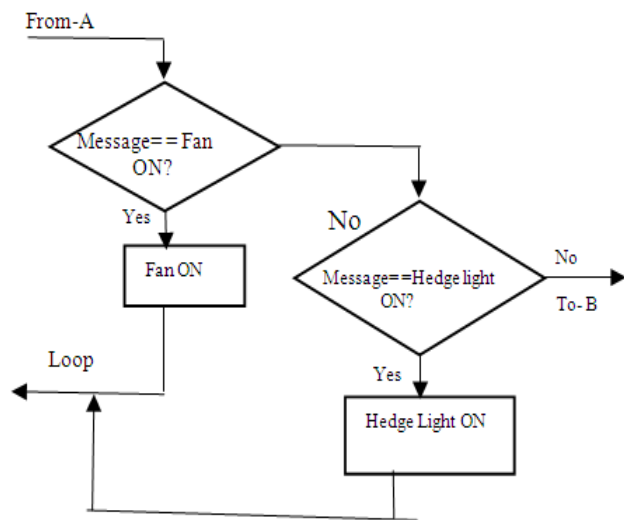 From-A
Message== Fan
ON?
Yes
No
Fan ON
Message==Hedge light
ON?
No
To-B
Loop
Yes
Hedge Light ON